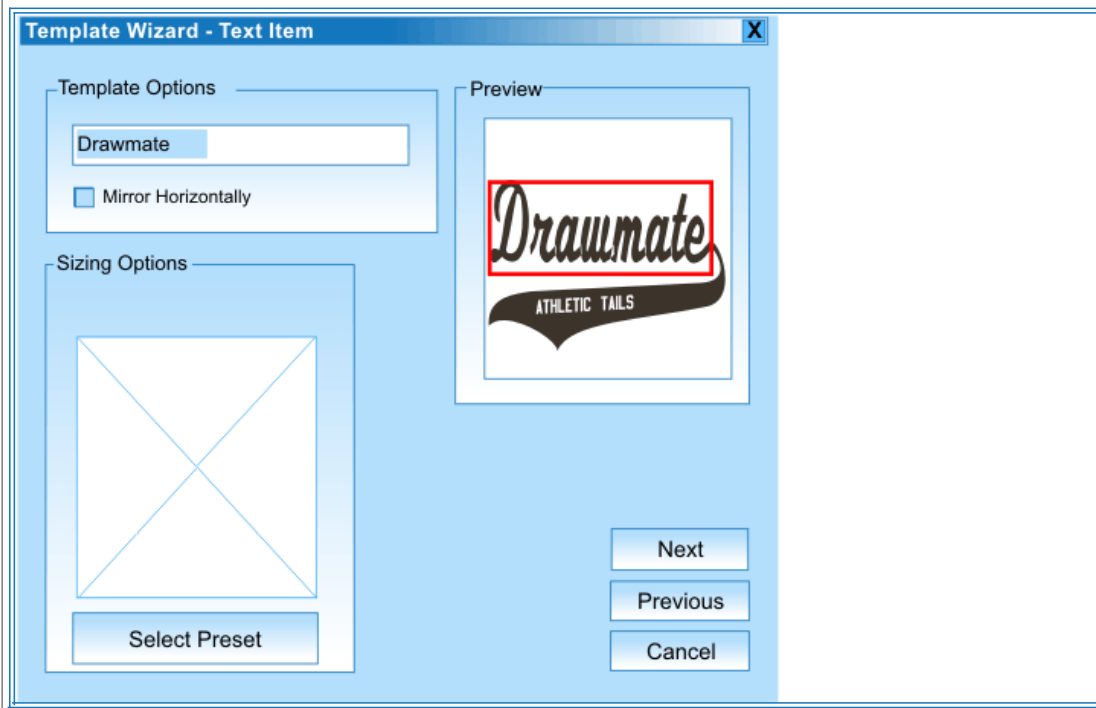 Template Wizard - Text Item
X
Template Options
Drawmate
Mirror Horizontally
Preview
Drawmate
ATHLETIC TAILS
Sizing Options
Select Preset
Next
Previous
Cancel